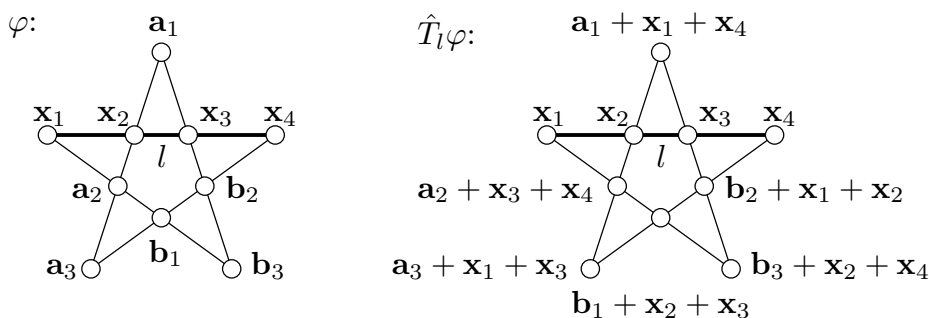 φ:
a₁
x₁ x₂ x₃ x₄
l
a₂ b₂
b₁
a₃ b₃
T̂ₗφ:
a₁ + x₁ + x₄
x₁ x₂ x₃ x₄
l
a₂ + x₃ + x₄ b₂ + x₁ + x₂
a₃ + x₁ + x₃ b₃ + x₂ + x₄
b₁ + x₂ + x₃